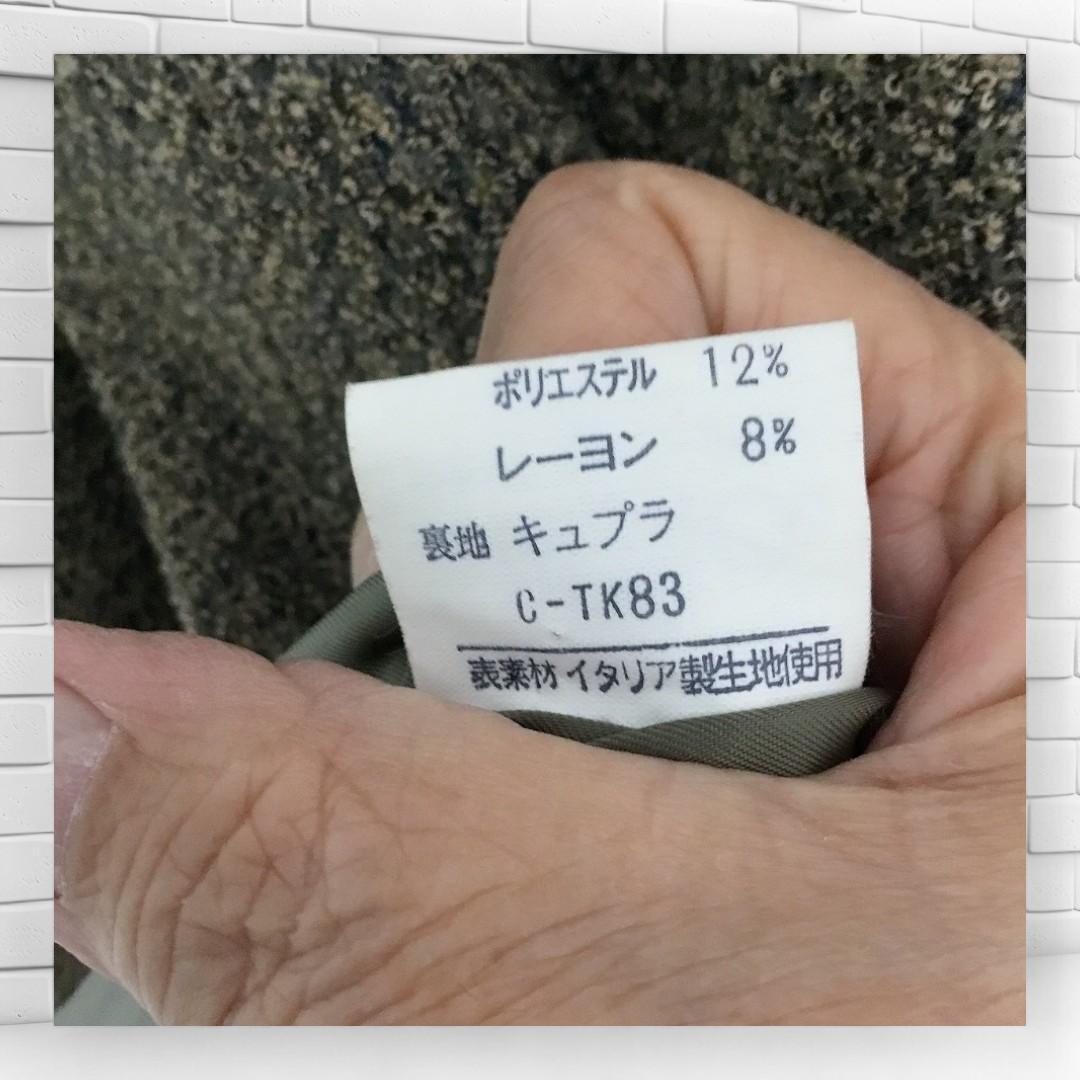 ポリエステル 12%
レーヨン 8%
裏地 キュプラ
C-TK83
表素材イタリア製生地使用